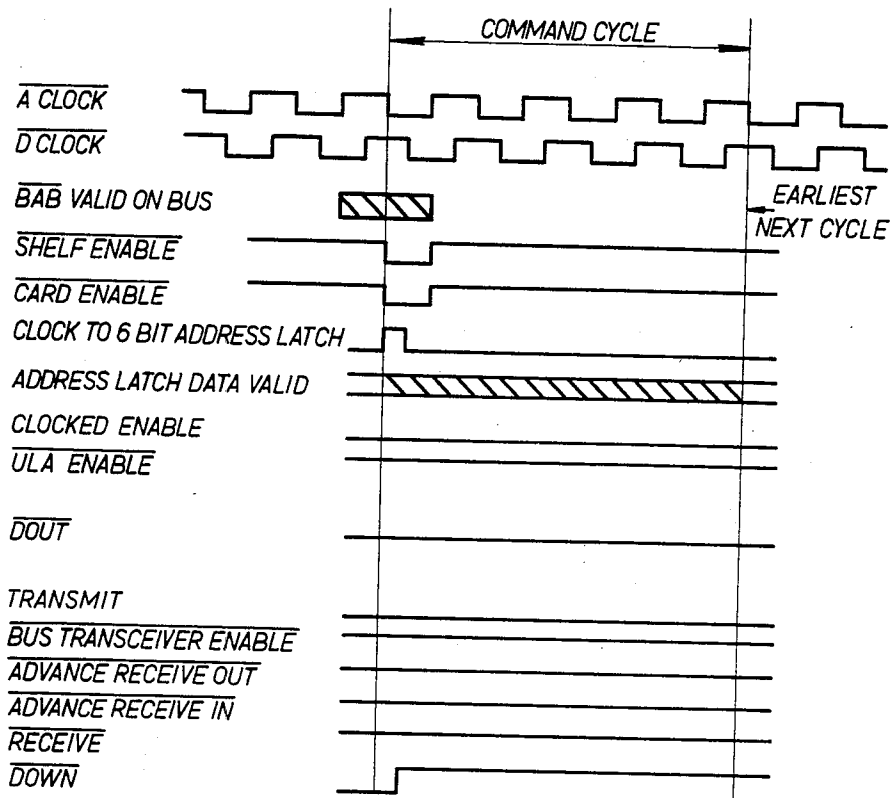 COMMAND CYCLE
A CLOCK
D CLOCK
BAB VALID ON BUS
EARLIEST
NEXT CYCLE
SHELF ENABLE
CARD ENABLE
CLOCK TO 6 BIT ADDRESS LATCH
ADDRESS LATCH DATA VALID
CLOCKED ENABLE
ULA ENABLE
DOUT
TRANSMIT
BUS TRANSCEIVER ENABLE
ADVANCE RECEIVE OUT
ADVANCE RECEIVE IN
RECEIVE
DOWN